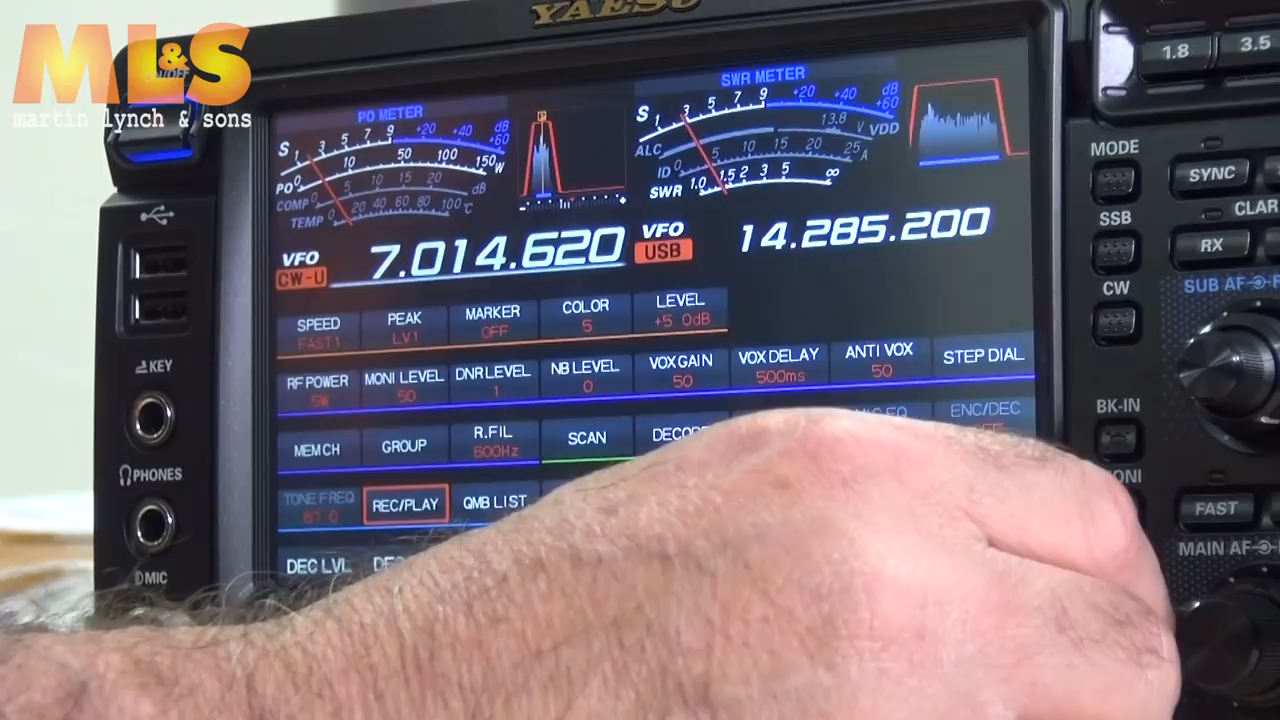 YAESU
ML&S
martin lynch & sons
ON/OFF
1.8
3.5
PO METER
SWR METER
S 1 3 5 7 9 +20 +40 +60 dB
PO 0 10 50 100 150 W
COMP 0 5 10 15 20 dB
TEMP 0 20 40 60 80 100 °C
S 1 3 5 7 9 +20 +40 +60 dB
ALC 13.8 V VDD
ID 0 5 10 15 20 25 A
SWR 1.0 1.5 2 3 5 ∞
MODE
SYNC
SSB
CLAR
RX
CW
SUB AF
VFO
CW-U
7.014.620
VFO
USB
14.285.200
SPEED
FAST1
PEAK
LV1
MARKER
OFF
COLOR
5
LEVEL
+5.0dB
RF POWER
5W
MONI LEVEL
50
DNR LEVEL
1
NB LEVEL
0
VOX GAIN
50
VOX DELAY
500ms
ANTI VOX
50
STEP DIAL
MEM CH
GROUP
R.FIL
600Hz
SCAN
ENC/DEC
TONE FREQ
REC/PLAY
QMB LIST
DEC LVL
KEY
PHONES
MIC
BK-IN
FAST
MAIN AF